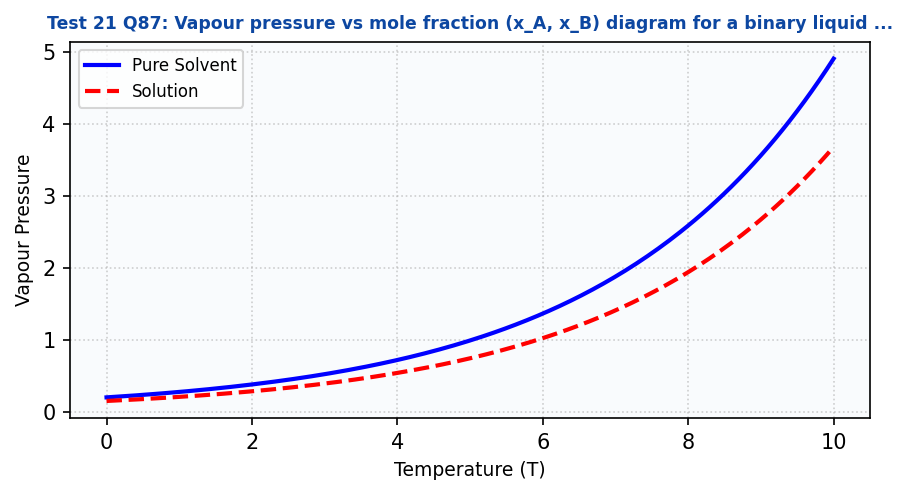 Test 21 Q87: Vapour pressure vs mole fraction (x_A, x_B) diagram for a binary liquid ...
Pure Solvent
Solution
Vapour Pressure
5
4
3
2
1
0
0 2 4 6 8 10
Temperature (T)